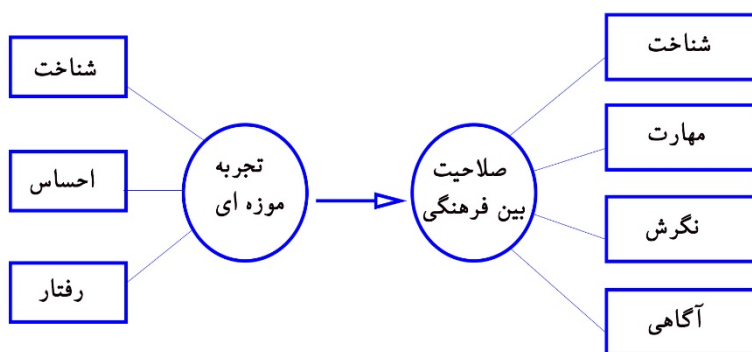 شناخت
مهارت
نگرش
آگاهی
صلاحیت
بین فرهنگی
تجربه
موزه ای
شناخت
احساس
رفتار